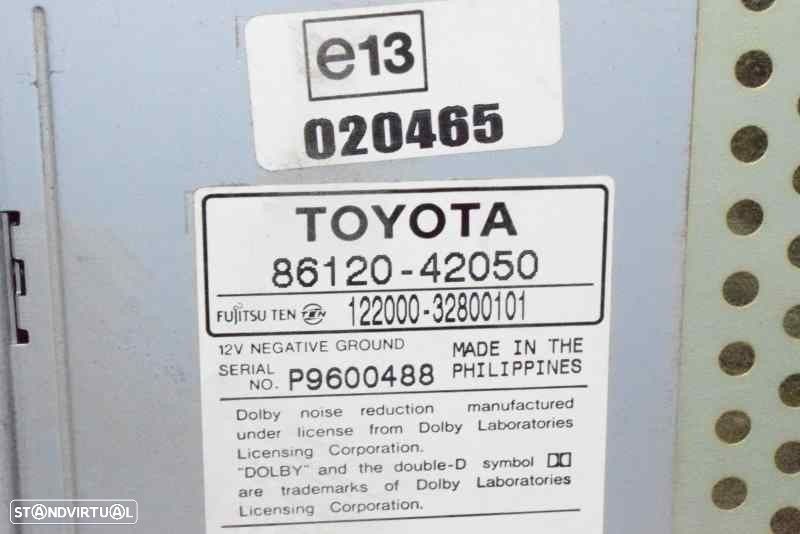 e13
020465
TOYOTA
86120-42050
FUJITSU TEN TEN 122000-32800101
12V NEGATIVE GROUND
MADE IN THE
PHILIPPINES
SERIAL
NO. P9600488
Dolby noise reduction manufactured
under license from Dolby Laboratories
Licensing Corporation.
"DOLBY" and the double-D symbol
are trademarks of Dolby Laboratories
Licensing Corporation.
STANDVIRTUAL